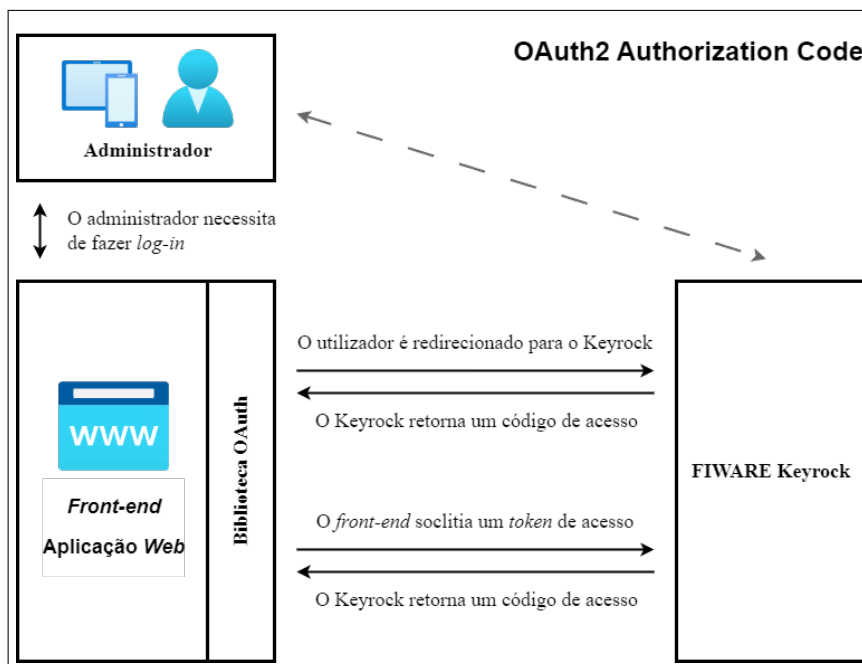 OAuth2 Authorization Code
Administrador
O administrador necessita
de fazer log-in
O utilizador é redirecionado para o Keyrock
O Keyrock retorna um código de acesso
WWW
Front-end
Aplicação Web
Biblioteca OAuth
FIWARE Keyrock
O front-end soclitia um token de acesso
O Keyrock retorna um código de acesso